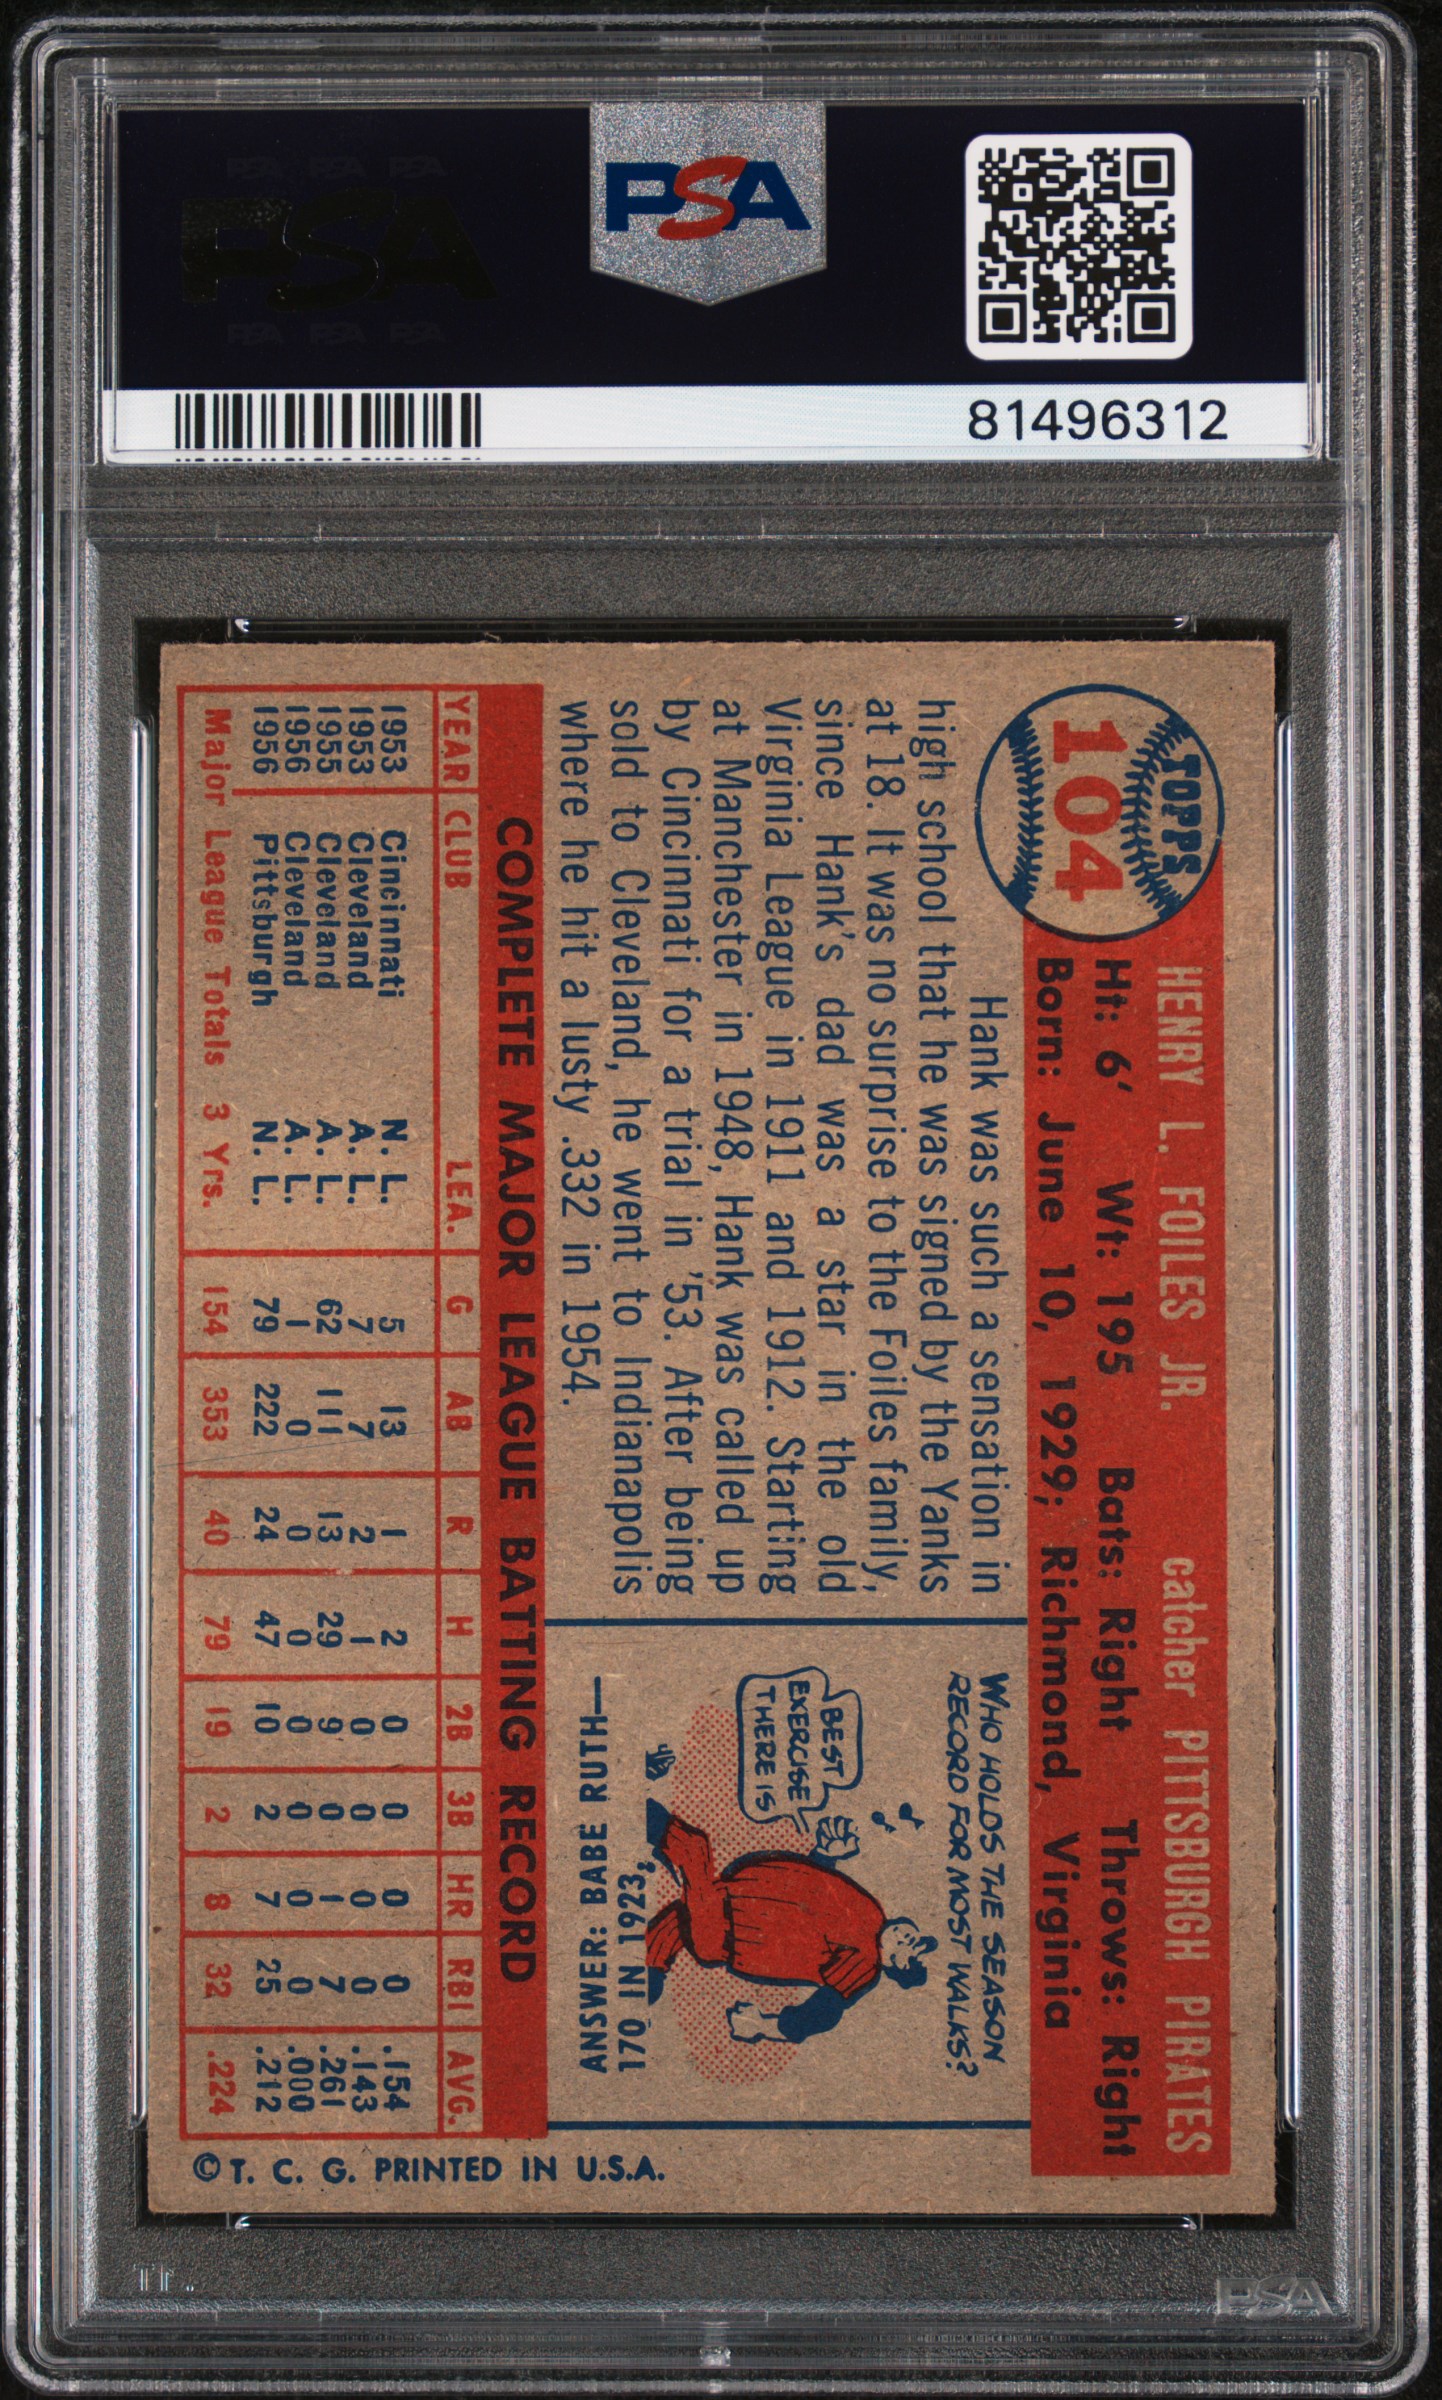 PSA
PSA PSA PSA
PSA
PSA PSA PSA
81496312
TOPPS
104
HENRY L. FOILES JR. catcher PITTSBURGH PIRATES
Ht: 6' Wt: 195 Bats: Right Throws: Right
Born: June 10, 1929; Richmond, Virginia
Hank was such a sensation in
high school that he was signed by the Yanks
at 18. It was no surprise to the Foiles family,
since Hank's dad was a star in the old
Virginia League in 1911 and 1912. Starting
at Manchester in 1948, Hank was called up
by Cincinnati for a trial in '53. After being
sold to Cleveland, he went to Indianapolis
where he hit a lusty .332 in 1954.
WHO HOLDS THE SEASON
RECORD FOR MOST WALKS?
BEST
EXERCISE
THERE IS
170 IN 1923,
ANSWER: BABE RUTH—
COMPLETE MAJOR LEAGUE BATTING RECORD
YEAR CLUB LEA. G AB R H 2B 3B HR RBI AVG.
1953 Cincinnati N. L. 5 13 1 2 0 0 0 0 .154
1953 Cleveland A. L. 7 7 2 1 0 0 0 0 .143
1955 Cleveland A. L. 62 111 13 29 9 0 1 7 .261
1956 Cleveland A. L. 1 0 0 0 0 0 0 0 .000
1956 Pittsburgh N. L. 79 222 24 47 10 2 7 25 .212
Major League Totals 3 Yrs. 154 353 40 79 19 2 8 32 .224
© T. C. G. PRINTED IN U.S.A.
PSA